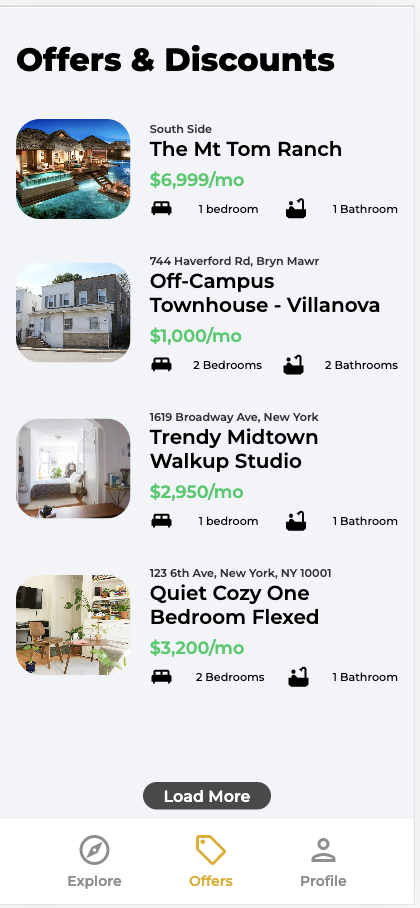 Offers & Discounts
South Side
The Mt Tom Ranch
$6,999/mo
1 bedroom 1 Bathroom
744 Haverford Rd, Bryn Mawr
Off-Campus
Townhouse - Villanova
$1,000/mo
2 Bedrooms 2 Bathrooms
1619 Broadway Ave, New York
Trendy Midtown
Walkup Studio
$2,950/mo
1 bedroom 1 Bathroom
123 6th Ave, New York, NY 10001
Quiet Cozy One
Bedroom Flexed
$3,200/mo
2 Bedrooms 1 Bathroom
Load More
Explore Offers Profile